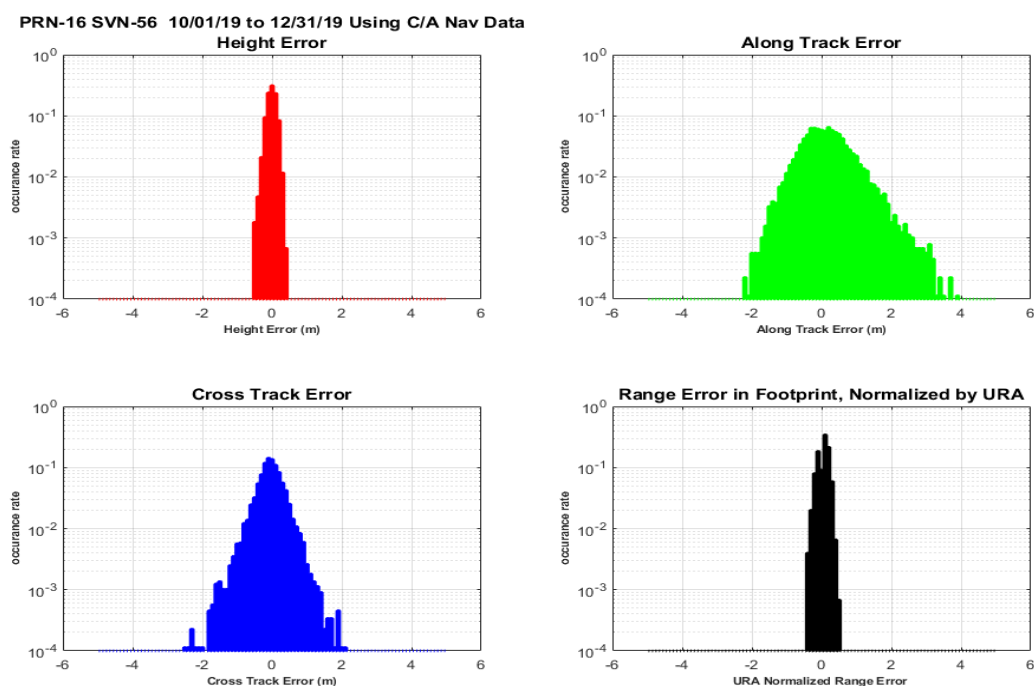 PRN-16 SVN-56 10/01/19 to 12/31/19 Using C/A Nav Data
Height Error
10^0
10^-1
10^-2
10^-3
10^-4
occurance rate
-6 -4 -2 0 2 4 6
Height Error (m)
Along Track Error
10^0
10^-1
10^-2
10^-3
10^-4
occurance rate
-6 -4 -2 0 2 4 6
Along Track Error (m)
Cross Track Error
10^0
10^-1
10^-2
10^-3
10^-4
occurance rate
-6 -4 -2 0 2 4 6
Cross Track Error (m)
Range Error in Footprint, Normalized by URA
10^0
10^-1
10^-2
10^-3
10^-4
occurance rate
-6 -4 -2 0 2 4 6
URA Normalized Range Error